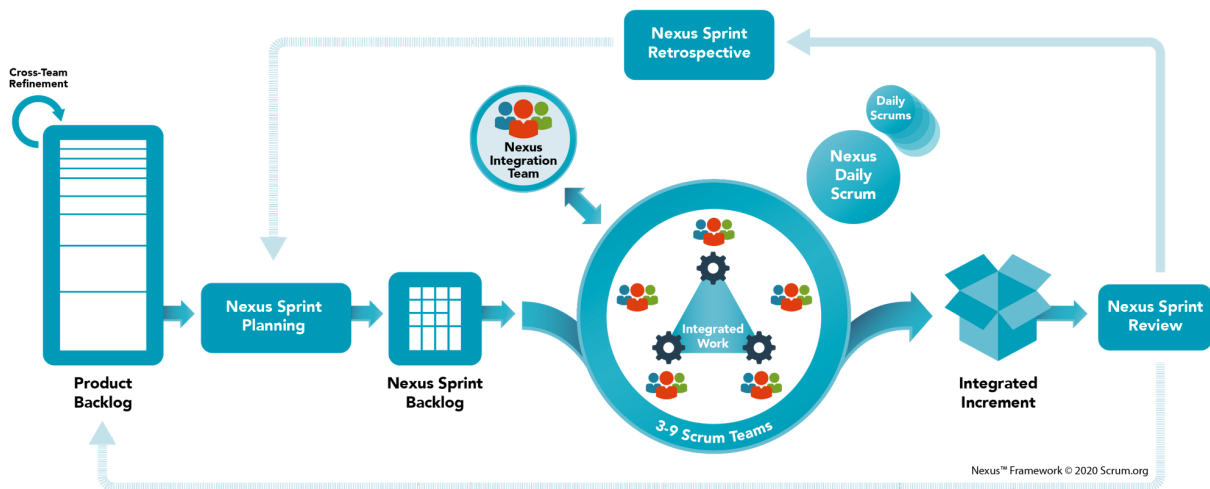 Nexus Sprint
Retrospective
Cross-Team
Refinement
Daily
Scrums
Nexus
Integration
Team
Nexus
Daily
Scrum
Nexus Sprint
Planning
Integrated
Work
Nexus Sprint
Review
Product
Backlog
Nexus Sprint
Backlog
3-9 Scrum Teams
Integrated
Increment
Nexus™ Framework © 2020 Scrum.org